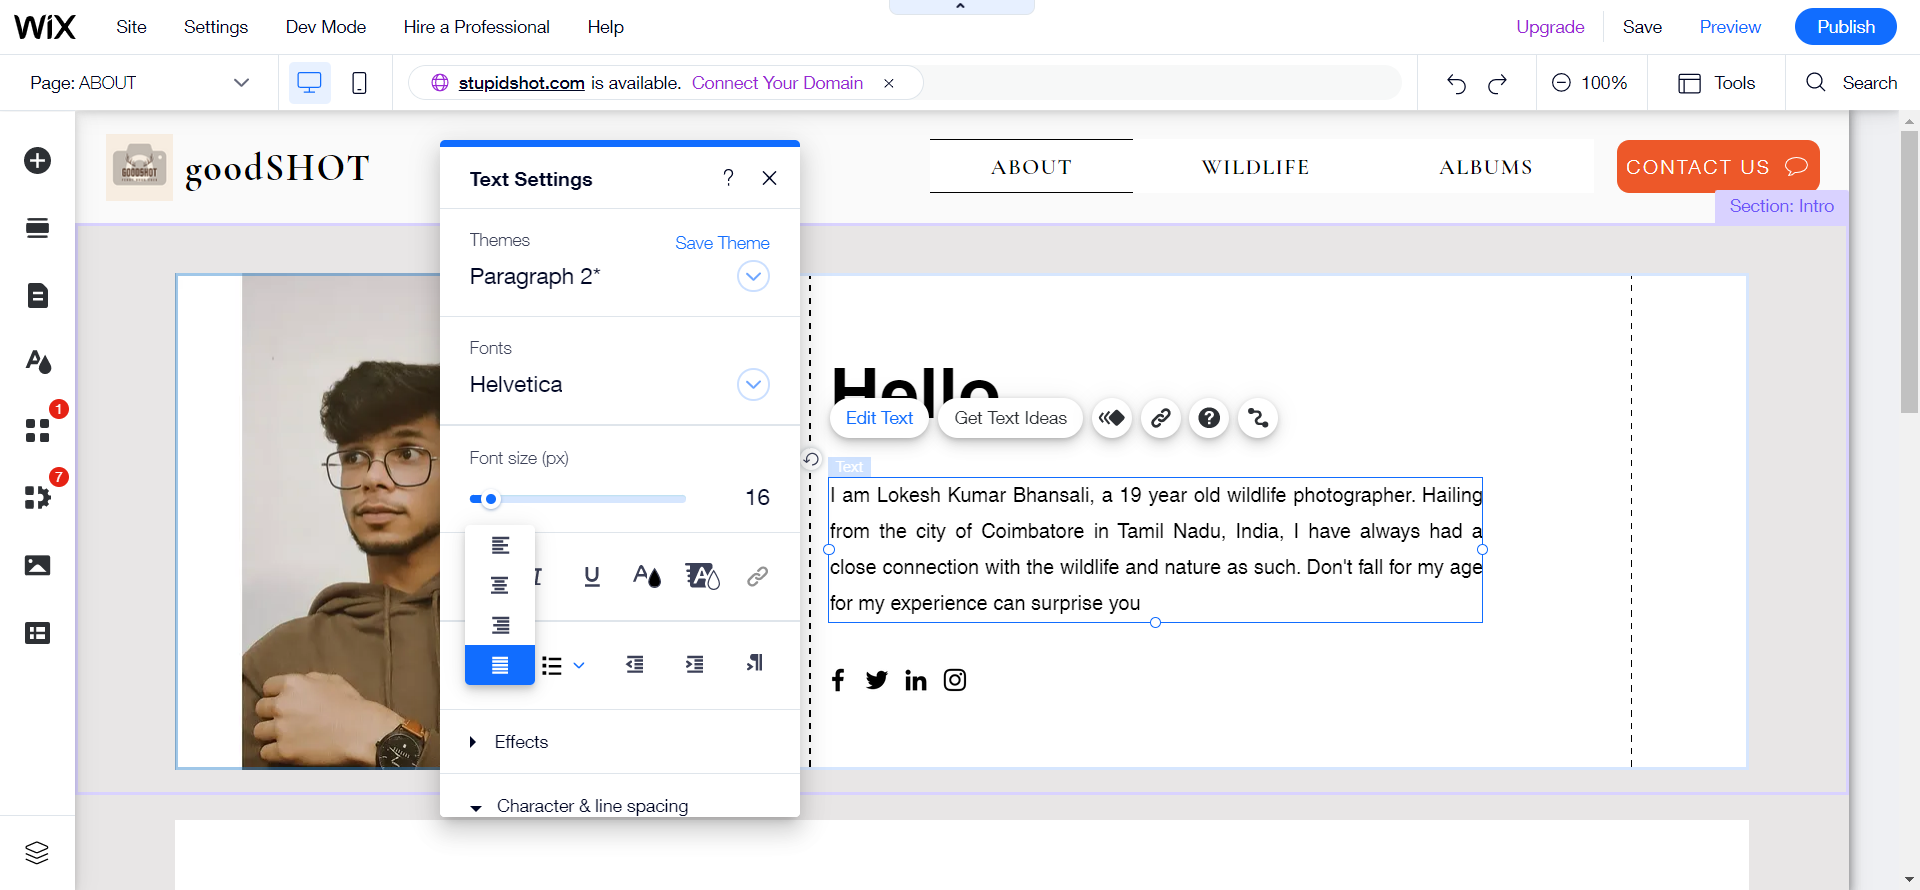 WIX Site Settings Dev Mode Hire a Professional Help Upgrade Save Preview Publish
Page: ABOUT stupidshot.com is available. Connect Your Domain 100% Tools Search
GOODSHOT
goodSHOT
ABOUT WILDLIFE ALBUMS CONTACT US
Section: Intro
Text Settings ?
Themes Save Theme
Paragraph 2*
Fonts
Helvetica
Font size (px)
16
I U A A
Effects
Character & line spacing
1
7
Hello
Edit Text Get Text Ideas
Text
I am Lokesh Kumar Bhansali, a 19 year old wildlife photographer. Hailing
from the city of Coimbatore in Tamil Nadu, India, I have always had a
close connection with the wildlife and nature as such. Don't fall for my age
for my experience can surprise you